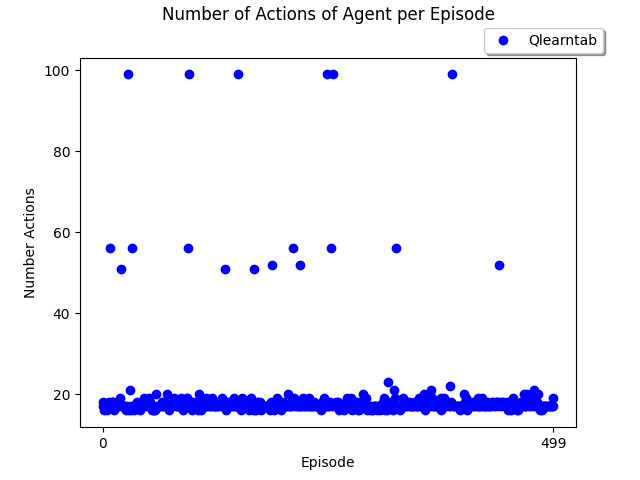 Number of Actions of Agent per Episode
Qlearntab
100
80
60
40
20
Number Actions
0 499
Episode